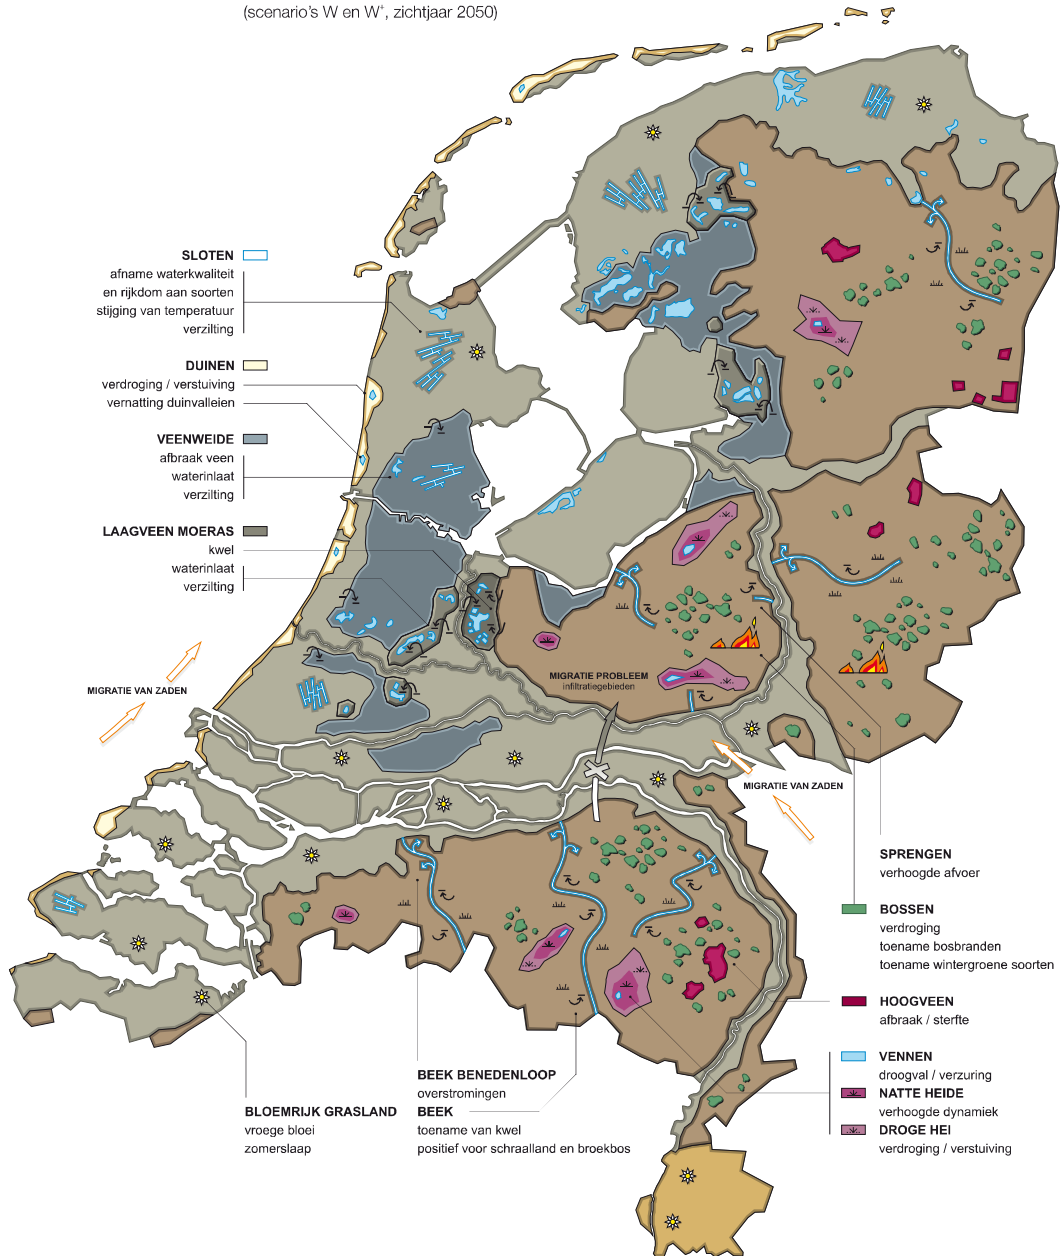 (scenario's W en W+, zichtjaar 2050)
SLOTEN
afname waterkwaliteit
en rijkdom aan soorten
stijging van temperatuur
verzilting
DUINEN
verdroging / verstuiving
vernatting duinvalleien
VEENWEIDE
afbraak veen
waterinlaat
verzilting
LAAGVEEN MOERAS
kwel
waterinlaat
verzilting
MIGRATIE VAN ZADEN
MIGRATIE PROBLEEM
infiltratiegebieden
MIGRATIE VAN ZADEN
SPRENGEN
verhoogde afvoer
BOSSEN
verdroging
toename bosbranden
toename wintergroene soorten
HOOGVEEN
afbraak / sterfte
VENNEN
droogval / verzuring
NATTE HEIDE
verhoogde dynamiek
DROGE HEI
verdroging / verstuiving
BEEK BENEDENLOOP
overstromingen
BEEK
toename van kwel
positief voor schraalland en broekbos
BLOEMRIJK GRASLAND
vroege bloei
zomerslaap